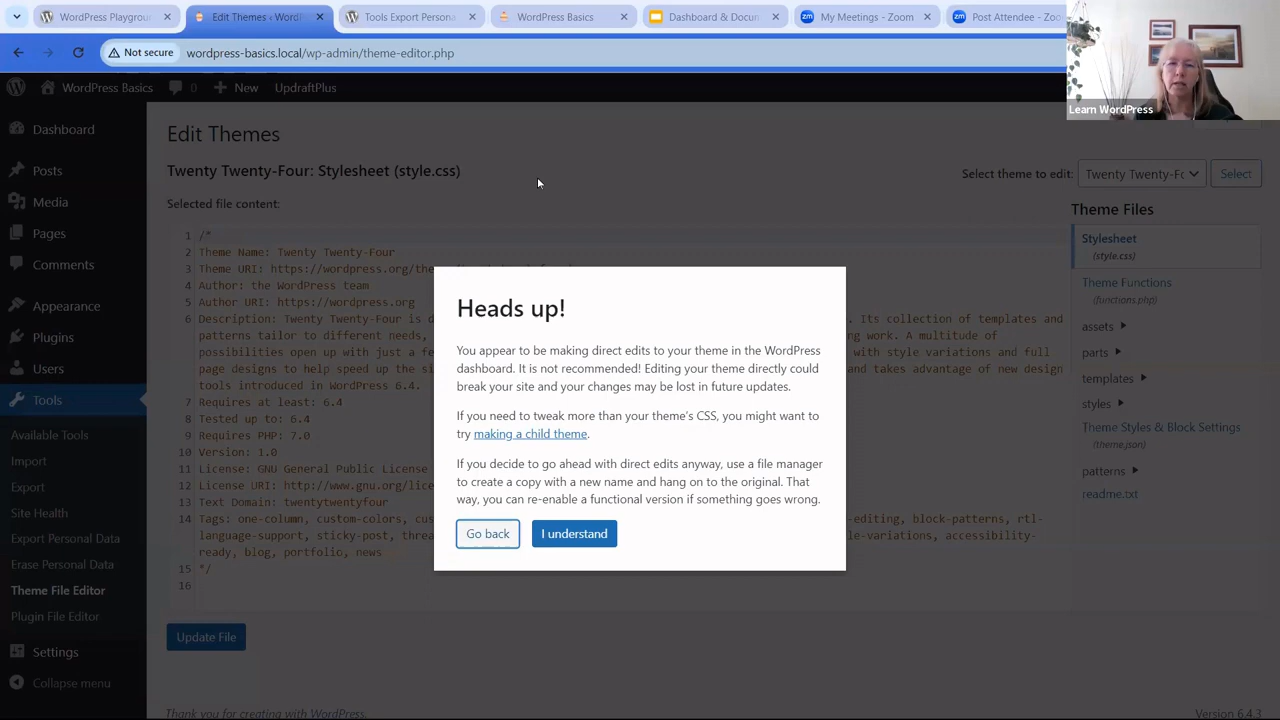 WordPress Playgrou
Edit Themes ‹ WordP
Tools Export Persona
WordPress Basics
Dashboard & Docum
My Meetings - Zoom
Post Attendee - Zoo
Not secure
wordpress-basics.local/wp-admin/theme-editor.php
WordPress Basics
0
New
UpdraftPlus
Learn WordPress
Dashboard
Posts
Media
Pages
Comments
Appearance
Plugins
Users
Tools
Available Tools
Import
Export
Site Health
Export Personal Data
Erase Personal Data
Theme File Editor
Plugin File Editor
Settings
Collapse menu
Edit Themes
Twenty Twenty-Four: Stylesheet (style.css)
Select theme to edit:
Twenty Twenty-Fo
Select
Selected file content:
1 /*
2 Theme Name: Twenty Twenty-Four
3 Theme URI: https://wordpress.org/the
4 Author: the WordPress team
5 Author URI: https://wordpress.org
6 Description: Twenty Twenty-Four is d
. Its collection of templates and
patterns tailor to different needs,
ng work. A multitude of
possibilities open up with just a fe
with style variations and full
page designs to help speed up the si
and takes advantage of new design
tools introduced in WordPress 6.4.
7 Requires at least: 6.4
8 Tested up to: 6.4
9 Requires PHP: 7.0
10 Version: 1.0
11 License: GNU General Public License
12 License URI: http://www.gnu.org/lice
13 Text Domain: twentytwentyfour
14 Tags: one-column, custom-colors, cus
-editing, block-patterns, rtl-
language-support, sticky-post, threa
le-variations, accessibility-
ready, blog, portfolio, news
15 */
16
Update File
Heads up!
You appear to be making direct edits to your theme in the WordPress
dashboard. It is not recommended! Editing your theme directly could
break your site and your changes may be lost in future updates.
If you need to tweak more than your theme's CSS, you might want to
try making a child theme.
If you decide to go ahead with direct edits anyway, use a file manager
to create a copy with a new name and hang on to the original. That
way, you can re-enable a functional version if something goes wrong.
Go back
I understand
Theme Files
Stylesheet
(style.css)
Theme Functions
(functions.php)
assets
parts
templates
styles
Theme Styles & Block Settings
(theme.json)
patterns
readme.txt
Thank you for creating with WordPress.
Version 6.4.3